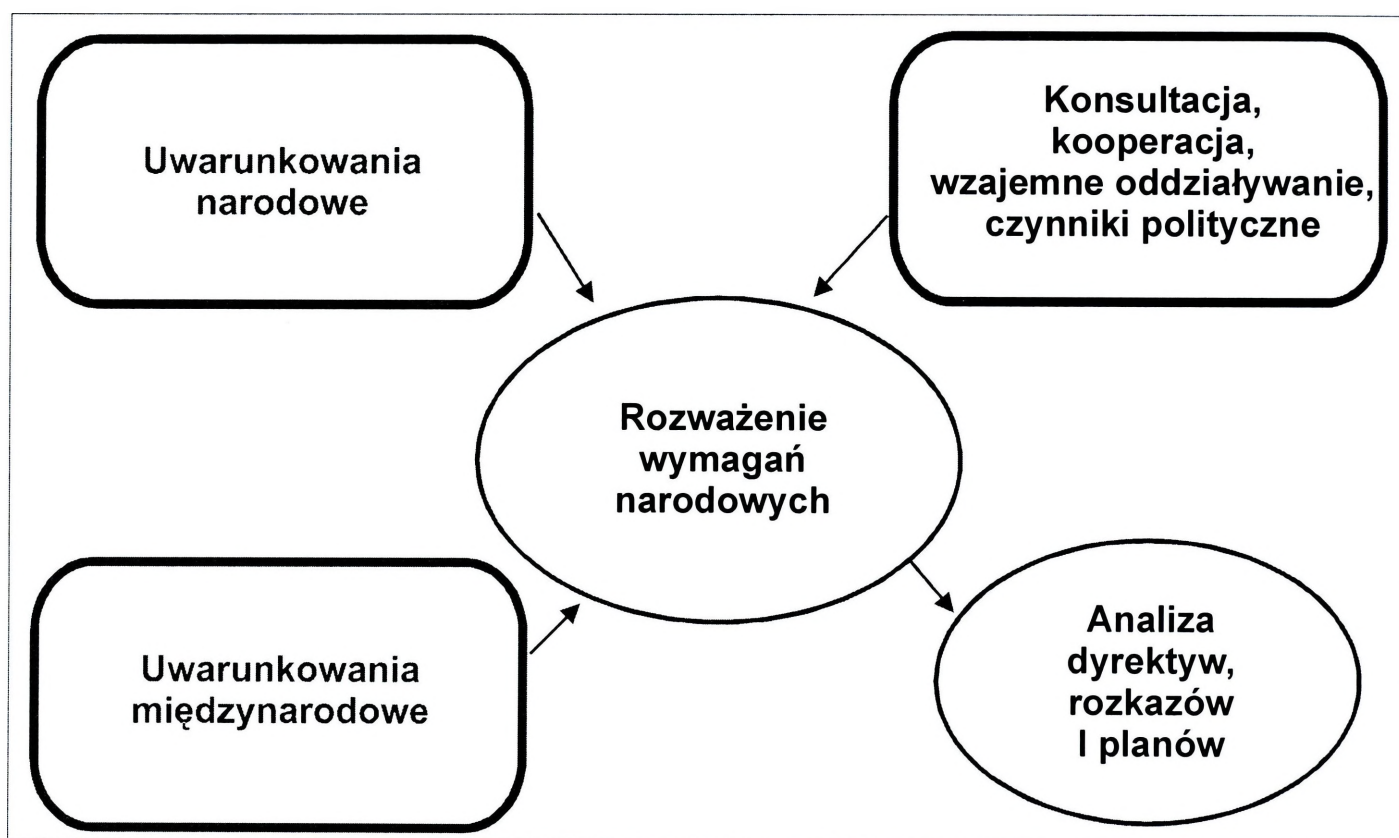 Uwarunkowania
narodowe
Konsultacja,
kooperacja,
wzajemne oddziaływanie,
czynniki polityczne
Rozważenie
wymagań
narodowych
Uwarunkowania
międzynarodowe
Analiza
dyrektyw,
rozkazów
I planów